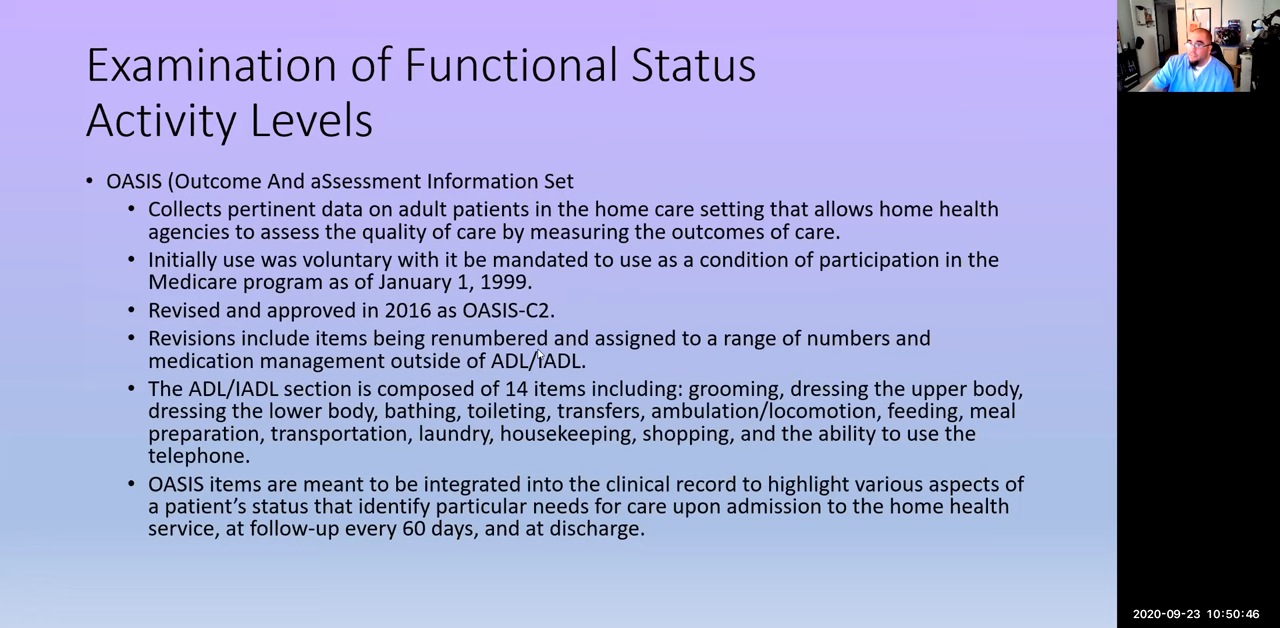 Examination of Functional Status
Activity Levels
• OASIS (Outcome And aSsessment Information Set
• Collects pertinent data on adult patients in the home care setting that allows home health
agencies to assess the quality of care by measuring the outcomes of care.
• Initially use was voluntary with it be mandated to use as a condition of participation in the
Medicare program as of January 1, 1999.
• Revised and approved in 2016 as OASIS-C2.
• Revisions include items being renumbered and assigned to a range of numbers and
medication management outside of ADL/IADL.
• The ADL/IADL section is composed of 14 items including: grooming, dressing the upper body,
dressing the lower body, bathing, toileting, transfers, ambulation/locomotion, feeding, meal
preparation, transportation, laundry, housekeeping, shopping, and the ability to use the
telephone.
• OASIS items are meant to be integrated into the clinical record to highlight various aspects of
a patient’s status that identify particular needs for care upon admission to the home health
service, at follow-up every 60 days, and at discharge.
2020-09-23 10:50:46